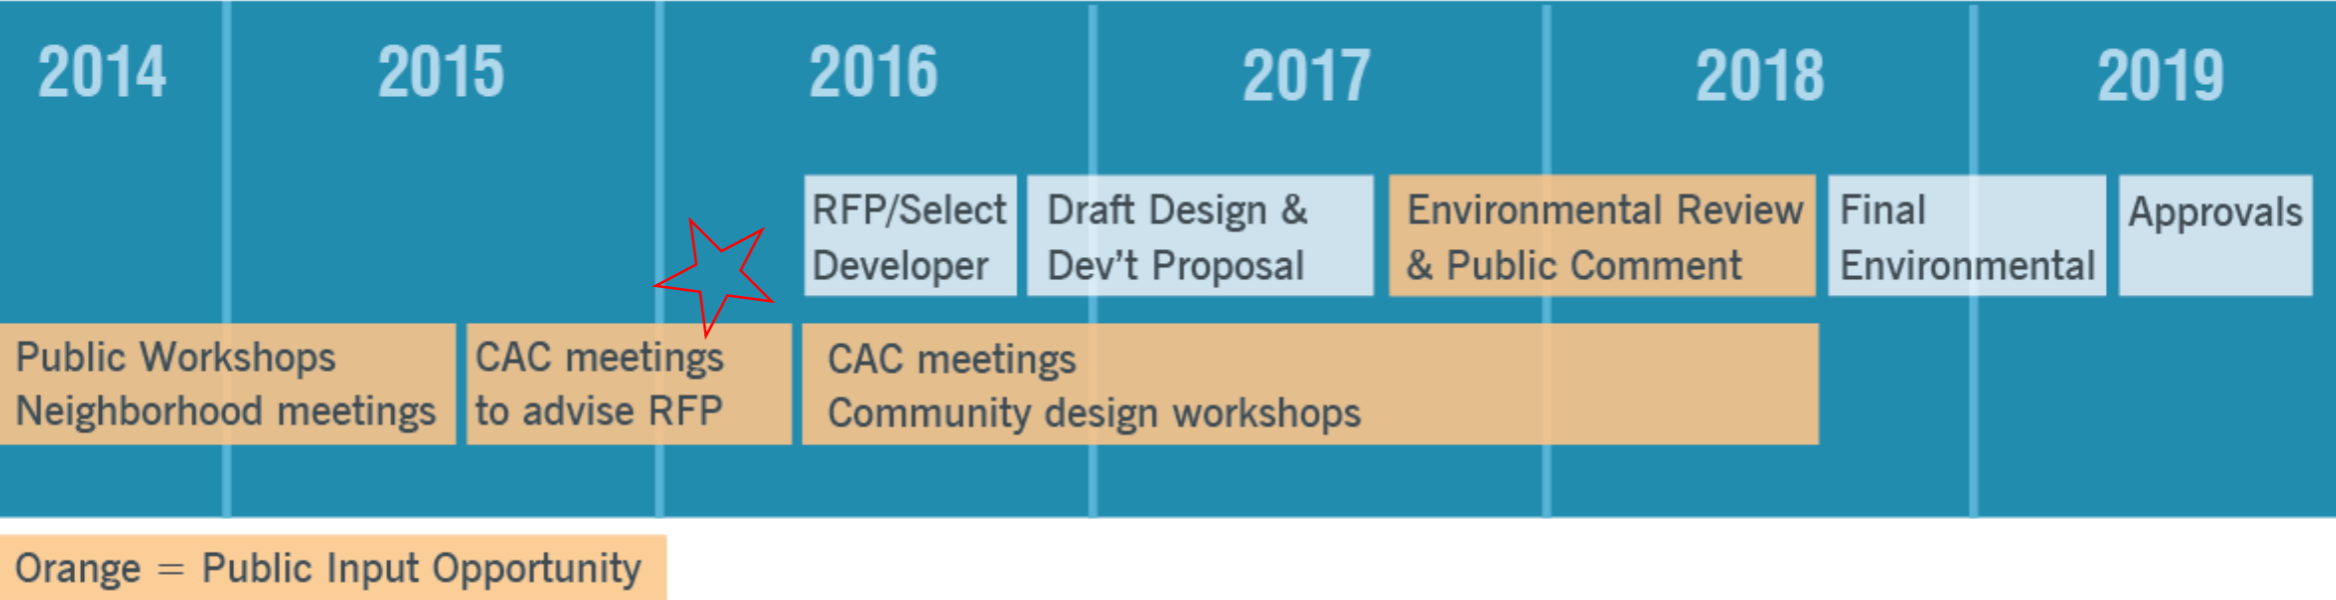 2014 2015 2016 2017 2018 2019
RFP/Select
Developer
Draft Design &
Dev't Proposal
Environmental Review
& Public Comment
Final
Environmental
Approvals
Public Workshops
Neighborhood meetings
CAC meetings
to advise RFP
CAC meetings
Community design workshops
Orange = Public Input Opportunity